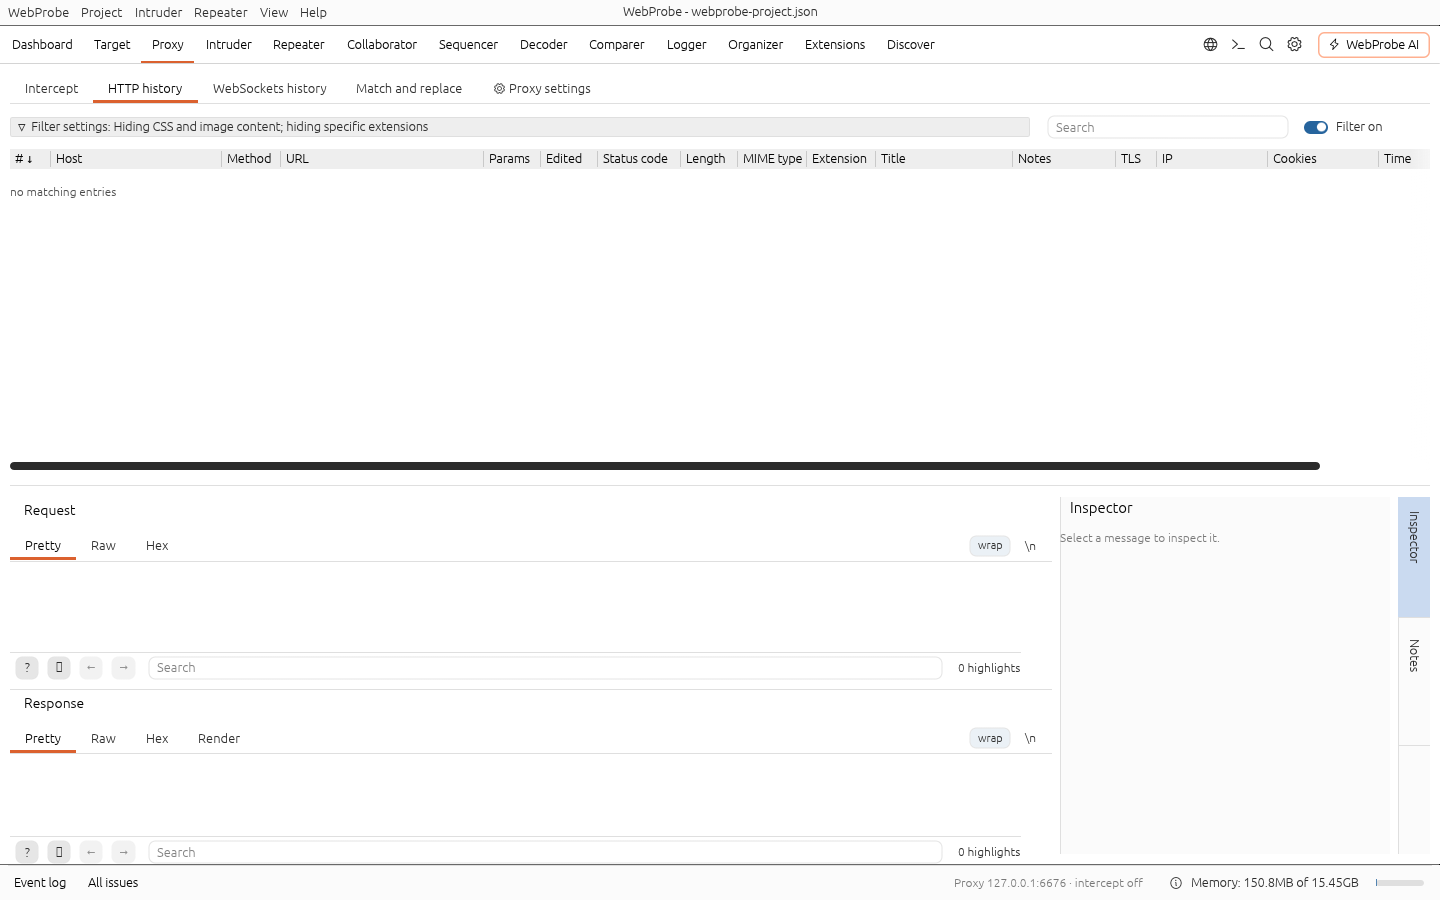 WebProbe Project Intruder Repeater View Help WebProbe - webprobe-project.json
Dashboard Target Proxy Intruder Repeater Collaborator Sequencer Decoder Comparer Logger Organizer Extensions Discover WebProbe AI
Intercept HTTP history WebSockets history Match and replace Proxy settings
Filter settings: Hiding CSS and image content; hiding specific extensions Search Filter on
# ↓ Host Method URL Params Edited Status code Length MIME type Extension Title Notes TLS IP Cookies Time
no matching entries
Request
Pretty Raw Hex wrap \n
? ← → Search 0 highlights
Response
Pretty Raw Hex Render wrap \n
? ← → Search 0 highlights
Inspector
Select a message to inspect it.
Inspector
Notes
Event log All issues Proxy 127.0.0.1:6676 · intercept off Memory: 150.8MB of 15.45GB